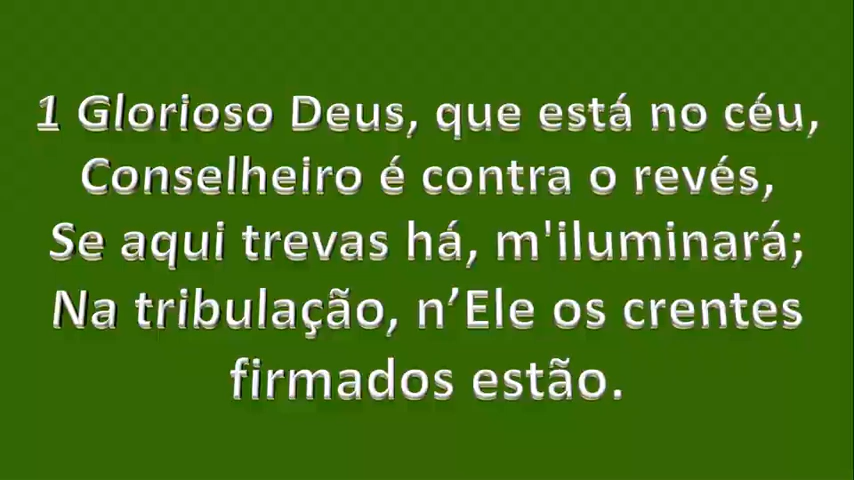 1 Glorioso Deus, que está no céu,
Conselheiro é contra o revés,
Se aqui trevas há, m'iluminará;
Na tribulação, n’Ele os crentes
firmados estão.